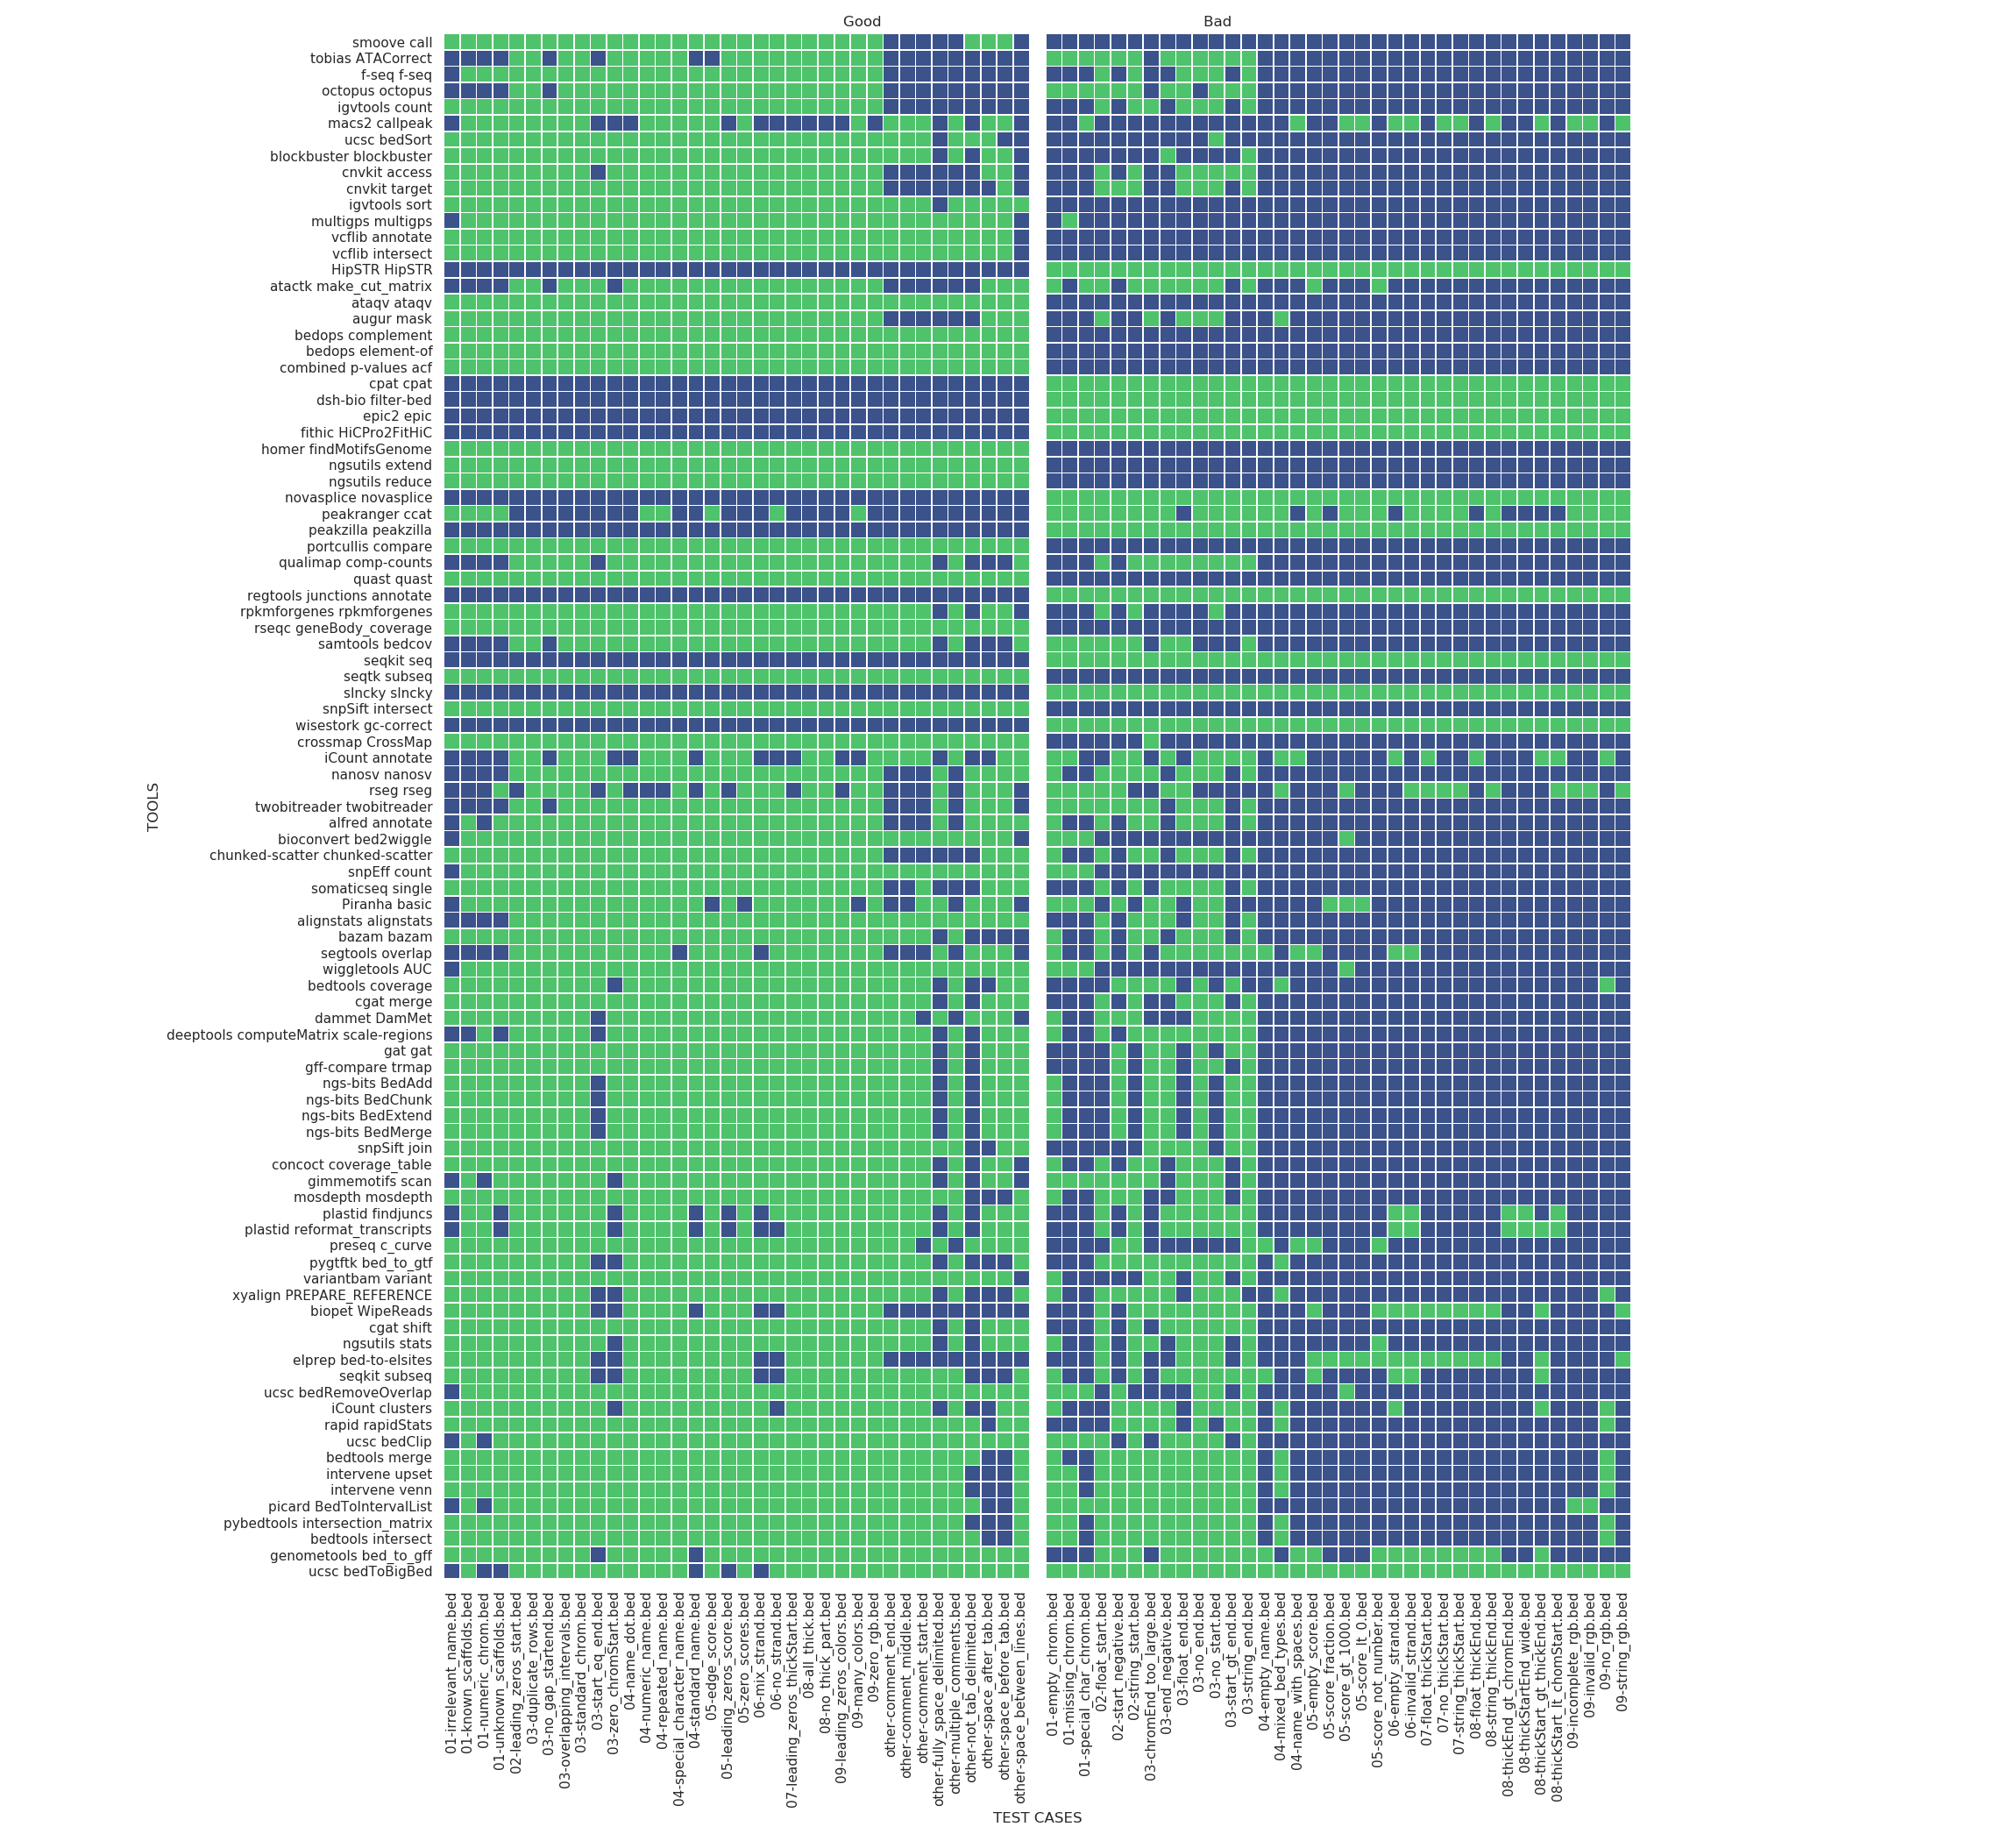 Good Bad
smoove call
tobias ATACorrect
f-seq f-seq
octopus octopus
igvtools count
macs2 callpeak
ucsc bedSort
blockbuster blockbuster
cnvkit access
cnvkit target
igvtools sort
multigps multigps
vcflib annotate
vcflib intersect
HipSTR HipSTR
atactk make_cut_matrix
ataqv ataqv
augur mask
bedops complement
bedops element-of
combined p-values acf
cpat cpat
dsh-bio filter-bed
epic2 epic
fithic HiCPro2FitHiC
homer findMotifsGenome
ngsutils extend
ngsutils reduce
novasplice novasplice
peakranger ccat
peakzilla peakzilla
portcullis compare
qualimap comp-counts
quast quast
regtools junctions annotate
rpkmforgenes rpkmforgenes
rseqc geneBody_coverage
samtools bedcov
seqkit seq
seqtk subseq
slncky slncky
snpSift intersect
wisestork gc-correct
crossmap CrossMap
iCount annotate
nanosv nanosv
rseg rseg
twobitreader twobitreader
alfred annotate
bioconvert bed2wiggle
chunked-scatter chunked-scatter
snpEff count
somaticseq single
Piranha basic
alignstats alignstats
bazam bazam
segtools overlap
wiggletools AUC
bedtools coverage
cgat merge
dammet DamMet
deeptools computeMatrix scale-regions
gat gat
gff-compare trmap
ngs-bits BedAdd
ngs-bits BedChunk
ngs-bits BedExtend
ngs-bits BedMerge
snpSift join
concoct coverage_table
gimmemotifs scan
mosdepth mosdepth
plastid findjuncs
plastid reformat_transcripts
preseq c_curve
pygtftk bed_to_gtf
variantbam variant
xyalign PREPARE_REFERENCE
biopet WipeReads
cgat shift
ngsutils stats
elprep bed-to-elsites
seqkit subseq
ucsc bedRemoveOverlap
iCount clusters
rapid rapidStats
ucsc bedClip
bedtools merge
intervene upset
intervene venn
picard BedToIntervalList
pybedtools intersection_matrix
bedtools intersect
genometools bed_to_gff
ucsc bedToBigBed
TOOLS
01-irrelevant_name.bed
01-known_scaffolds.bed
01-numeric_chrom.bed
01-unknown_scaffolds.bed
02-leading_zeros_start.bed
03-duplicate_rows.bed
03-no_gap_startend.bed
03-overlapping_intervals.bed
03-standard_chrom.bed
03-start_eq_end.bed
03-zero_chromStart.bed
04-name_dot.bed
04-numeric_name.bed
04-repeated_name.bed
04-special_character_name.bed
04-standard_name.bed
05-edge_score.bed
05-leading_zeros_score.bed
05-zero_scores.bed
06-mix_strand.bed
06-no_strand.bed
07-leading_zeros_thickStart.bed
08-all_thick.bed
08-no_thick_part.bed
09-leading_zeros_colors.bed
09-many_colors.bed
09-zero_rgb.bed
other-comment_end.bed
other-comment_middle.bed
other-comment_start.bed
other-fully_space_delimited.bed
other-multiple_comments.bed
other-not_tab_delimited.bed
other-space_after_tab.bed
other-space_before_tab.bed
other-space_between_lines.bed
01-empty_chrom.bed
01-missing_chrom.bed
01-special_char_chrom.bed
02-float_start.bed
02-start_negative.bed
02-string_start.bed
03-chromEnd_too_large.bed
03-end_negative.bed
03-float_end.bed
03-no_end.bed
03-no_start.bed
03-start_gt_end.bed
03-string_end.bed
04-empty_name.bed
04-mixed_bed_types.bed
04-name_with_spaces.bed
05-empty_score.bed
05-score_fraction.bed
05-score_gt_1000.bed
05-score_lt_0.bed
05-score_not_number.bed
06-empty_strand.bed
06-invalid_strand.bed
07-float_thickStart.bed
07-no_thickStart.bed
07-string_thickStart.bed
08-float_thickEnd.bed
08-string_thickEnd.bed
08-thickEnd_gt_chromEnd.bed
08-thickStartEnd_wide.bed
08-thickStart_gt_thickEnd.bed
08-thickStart_lt_chomStart.bed
09-incomplete_rgb.bed
09-invalid_rgb.bed
09-no_rgb.bed
09-string_rgb.bed
TEST CASES